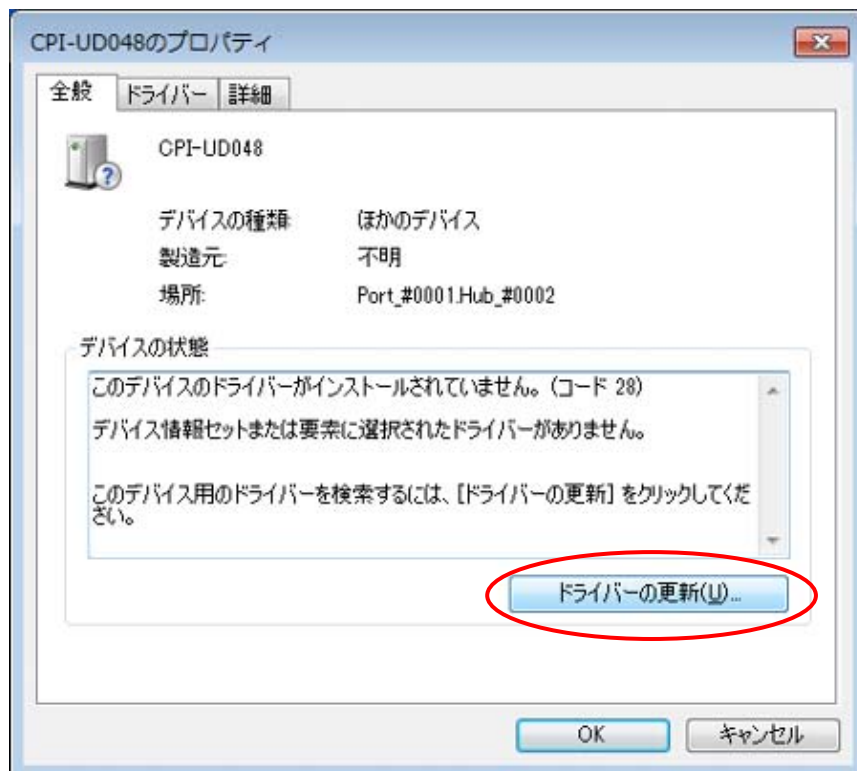 CPI-UD048のプロパティ
全般 ドライバー 詳細
CPI-UD048
デバイスの種類: ほかのデバイス
製造元: 不明
場所: Port_#0001.Hub_#0002
デバイスの状態
このデバイスのドライバーがインストールされていません。(コード 28)
デバイス情報セットまたは要素に選択されたドライバーがありません。
このデバイス用のドライバーを検索するには、[ドライバーの更新] をクリックしてくだ
さい。
ドライバーの更新(U)...
OK キャンセル